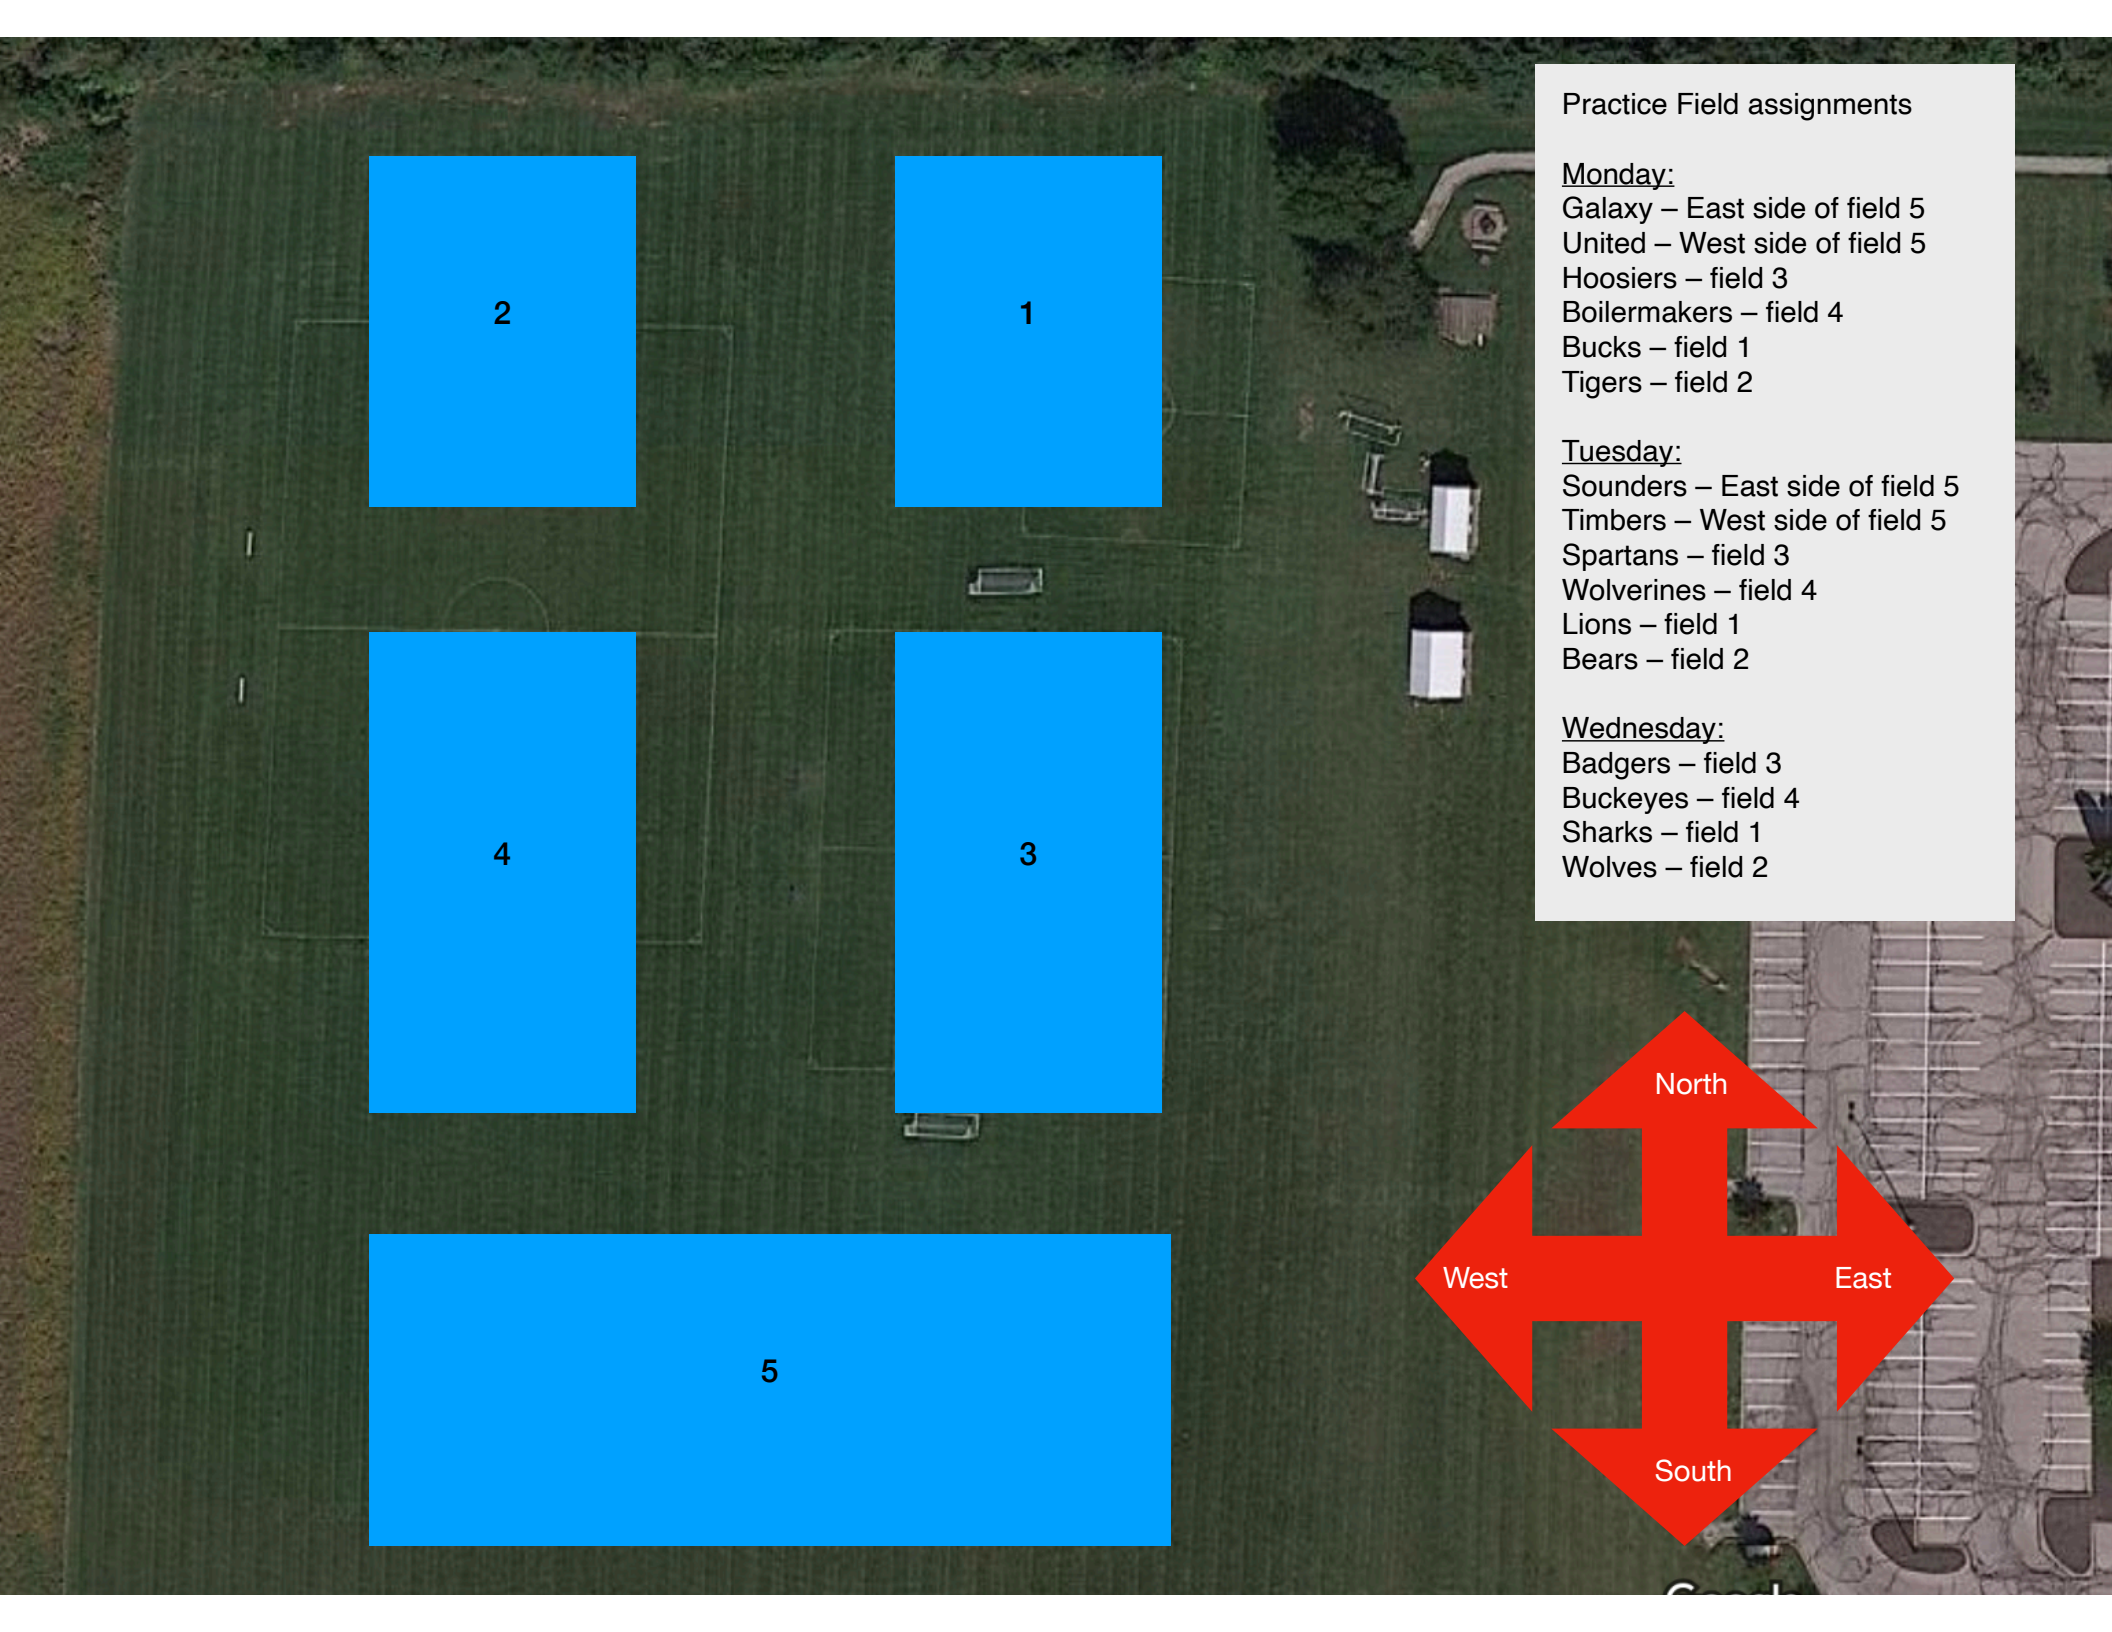 Practice Field assignments
Monday:
Galaxy – East side of field 5
United – West side of field 5
Hoosiers – field 3
Boilermakers – field 4
Bucks – field 1
Tigers – field 2
Tuesday:
Sounders – East side of field 5
Timbers – West side of field 5
Spartans – field 3
Wolverines – field 4
Lions – field 1
Bears – field 2
Wednesday:
Badgers – field 3
Buckeyes – field 4
Sharks – field 1
Wolves – field 2
2
1
4
3
5
North
West
East
South